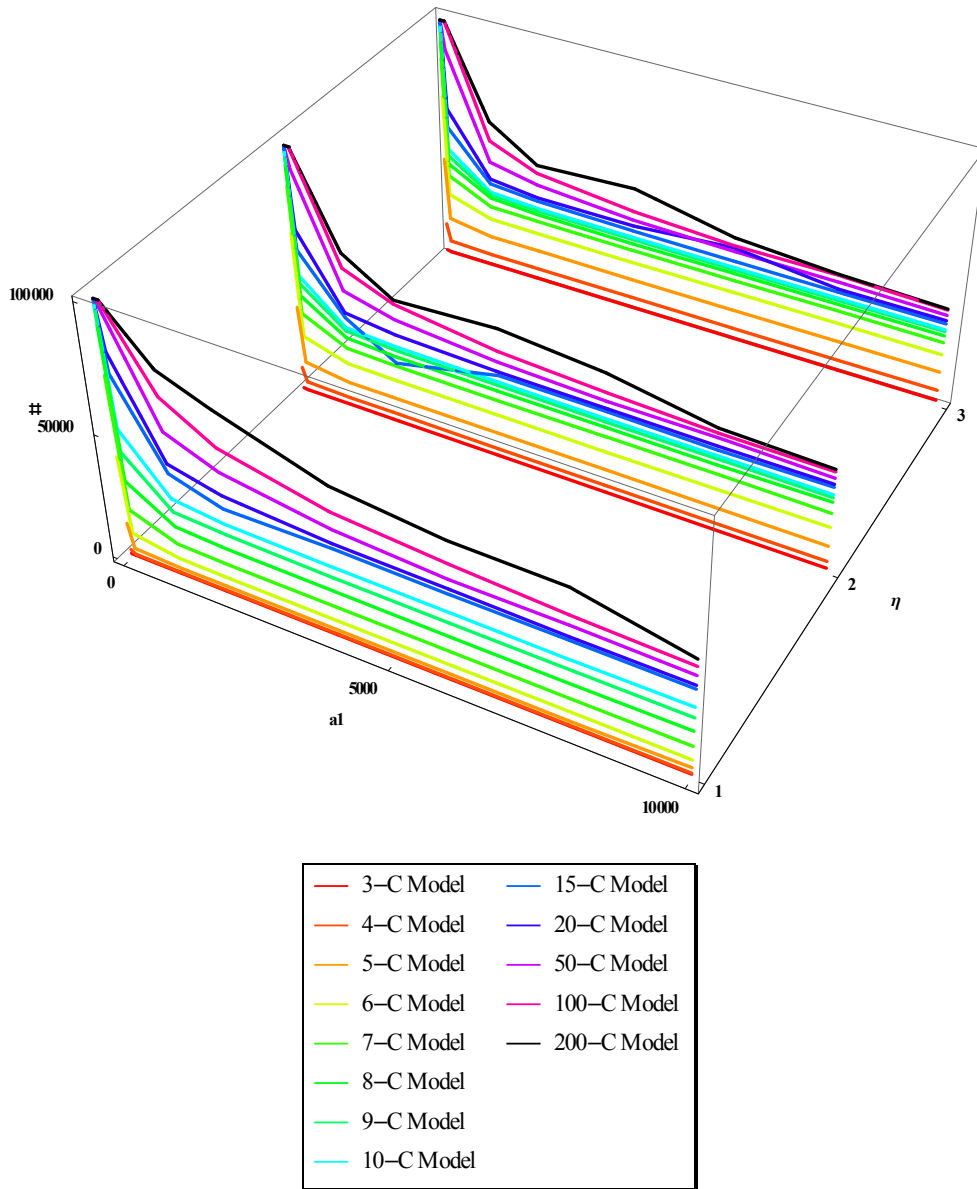 100000
50000
0
#
0
5000
10000
a1
1
2
3
η
3−C Model
4−C Model
5−C Model
6−C Model
7−C Model
8−C Model
9−C Model
10−C Model
15−C Model
20−C Model
50−C Model
100−C Model
200−C Model